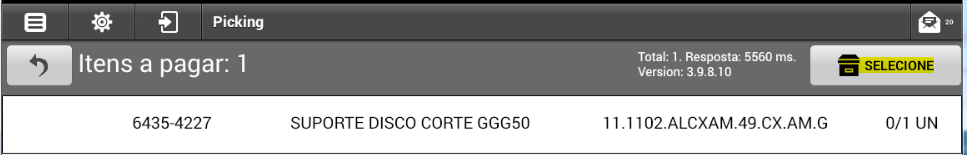 Picking
20
Itens a pagar: 1
Total: 1. Resposta: 5560 ms.
Version: 3.9.8.10
SELECIONE
6435-4227 SUPORTE DISCO CORTE GGG50 11.1102.ALCXAM.49.CX.AM.G 0/1 UN